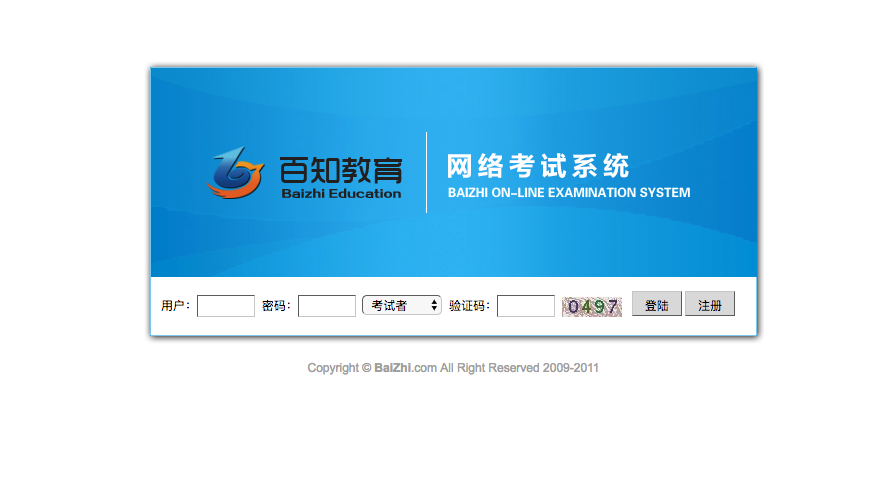 百知教育
Baizhi Education
网络考试系统
BAIZHI ON-LINE EXAMINATION SYSTEM
用户： 密码： 考试者 验证码： 0497 登陆 注册
Copyright © BaiZhi.com All Right Reserved 2009-2011